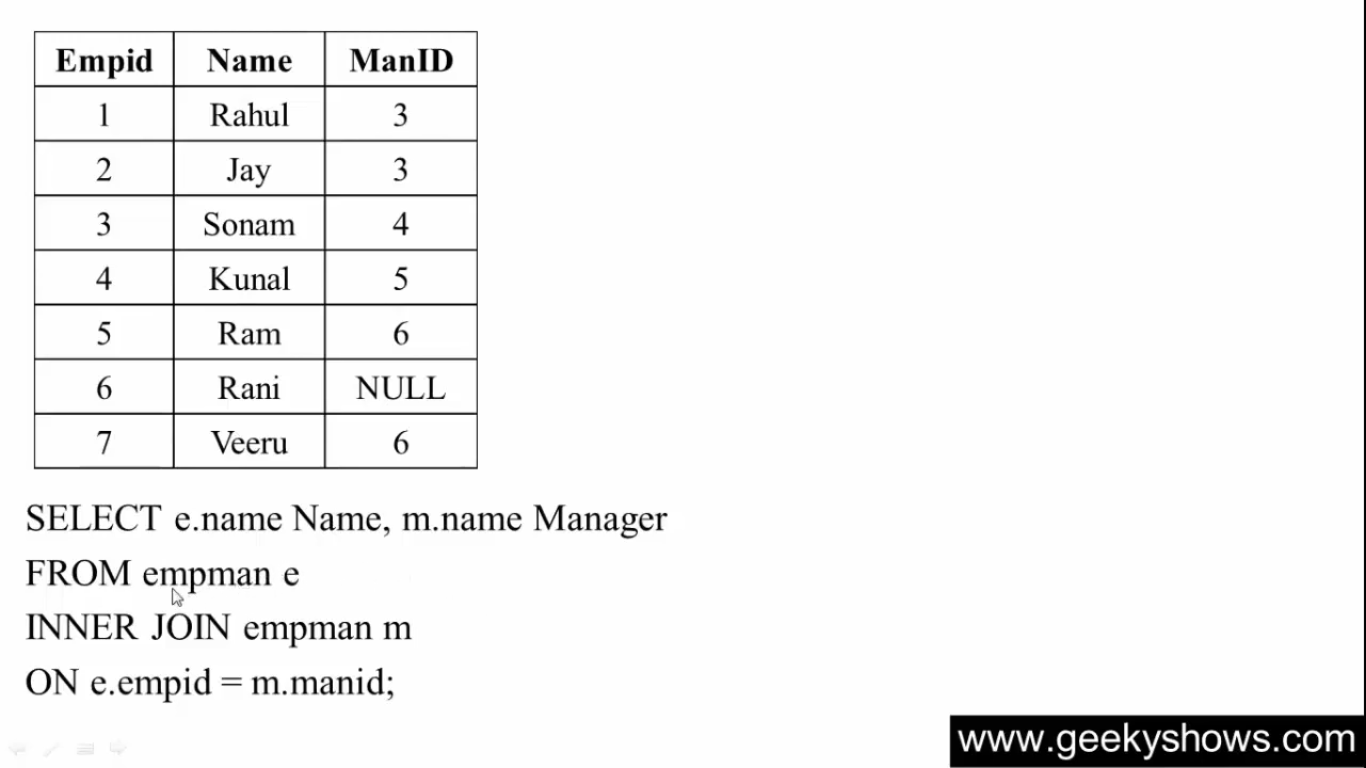 Empid Name ManID
1 Rahul 3
2 Jay 3
3 Sonam 4
4 Kunal 5
5 Ram 6
6 Rani NULL
7 Veeru 6
SELECT e.name Name, m.name Manager
FROM empman e
INNER JOIN empman m
ON e.empid = m.manid;
www.geekyshows.com